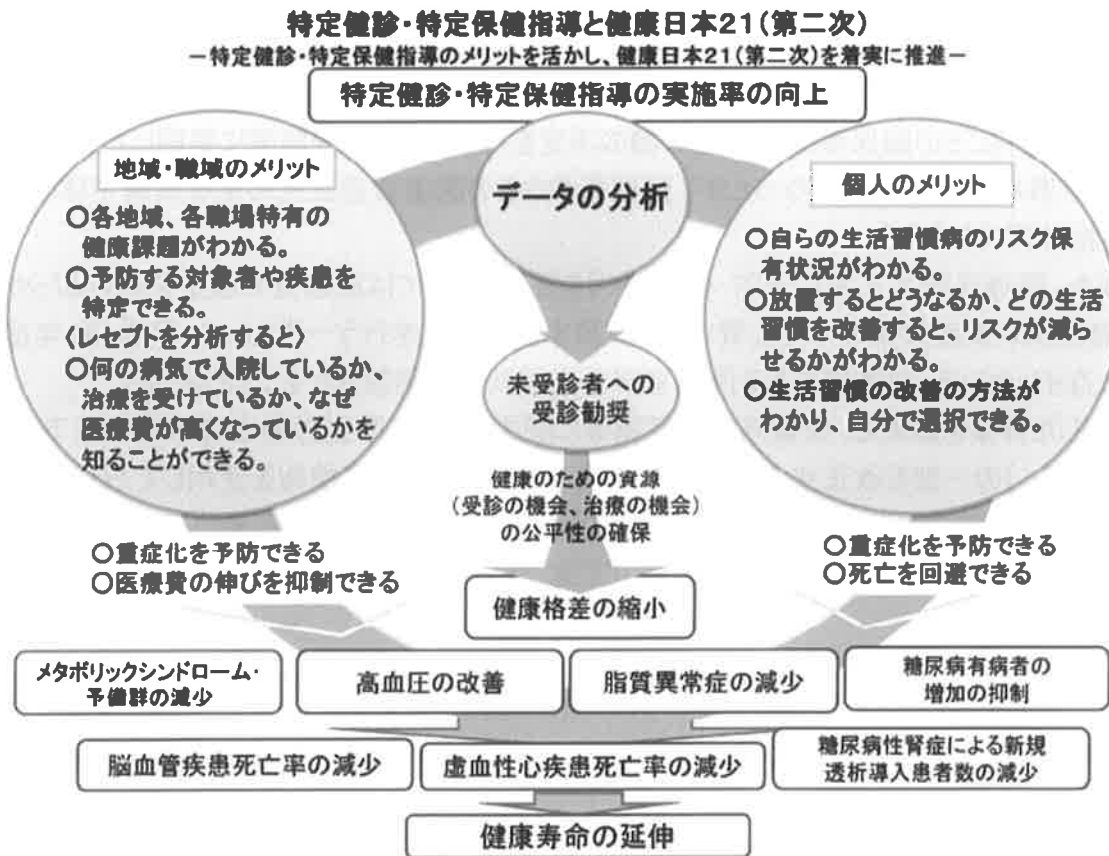 特定健診・特定保健指導と健康日本21(第二次)
－特定健診・特定保健指導のメリットを活かし、健康日本21(第二次)を着実に推進－
特定健診・特定保健指導の実施率の向上
地域・職域のメリット
○各地域、各職場特有の
健康課題がわかる。
○予防する対象者や疾患を
特定できる。
〈レセプトを分析すると〉
○何の病気で入院しているか、
治療を受けているか、なぜ
医療費が高くなっているかを
知ることができる。
データの分析
個人のメリット
○自らの生活習慣病のリスク保
有状況がわかる。
○放置するとどうなるか、どの生活
習慣を改善すると、リスクが減ら
せるかがわかる。
○生活習慣の改善の方法が
わかり、自分で選択できる。
未受診者への
受診勧奨
健康のための資源
(受診の機会、治療の機会)
の公平性の確保
○重症化を予防できる
○医療費の伸びを抑制できる
○重症化を予防できる
○死亡を回避できる
健康格差の縮小
メタボリックシンドローム・
予備群の減少
高血圧の改善
脂質異常症の減少
糖尿病有病者の
増加の抑制
脳血管疾患死亡率の減少
虚血性心疾患死亡率の減少
糖尿病性腎症による新規
透析導入患者数の減少
健康寿命の延伸